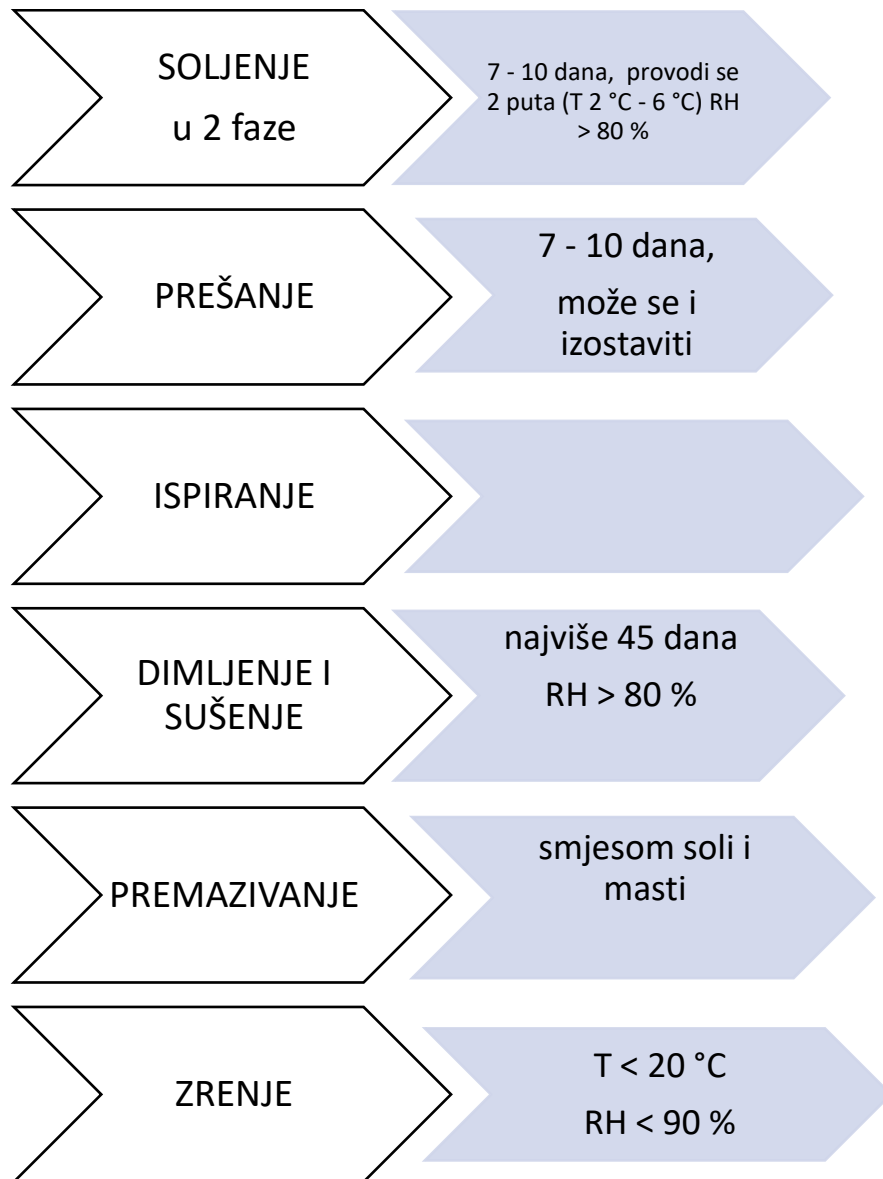 SOLJENJE
u 2 faze
7 - 10 dana, provodi se
2 puta (T 2 °C - 6 °C) RH
> 80 %
PREŠANJE
7 - 10 dana,
može se i
izostaviti
ISPIRANJE
DIMLJENJE I
SUŠENJE
najviše 45 dana
RH > 80 %
PREMAZIVANJE
smjesom soli i
masti
ZRENJE
T < 20 °C
RH < 90 %